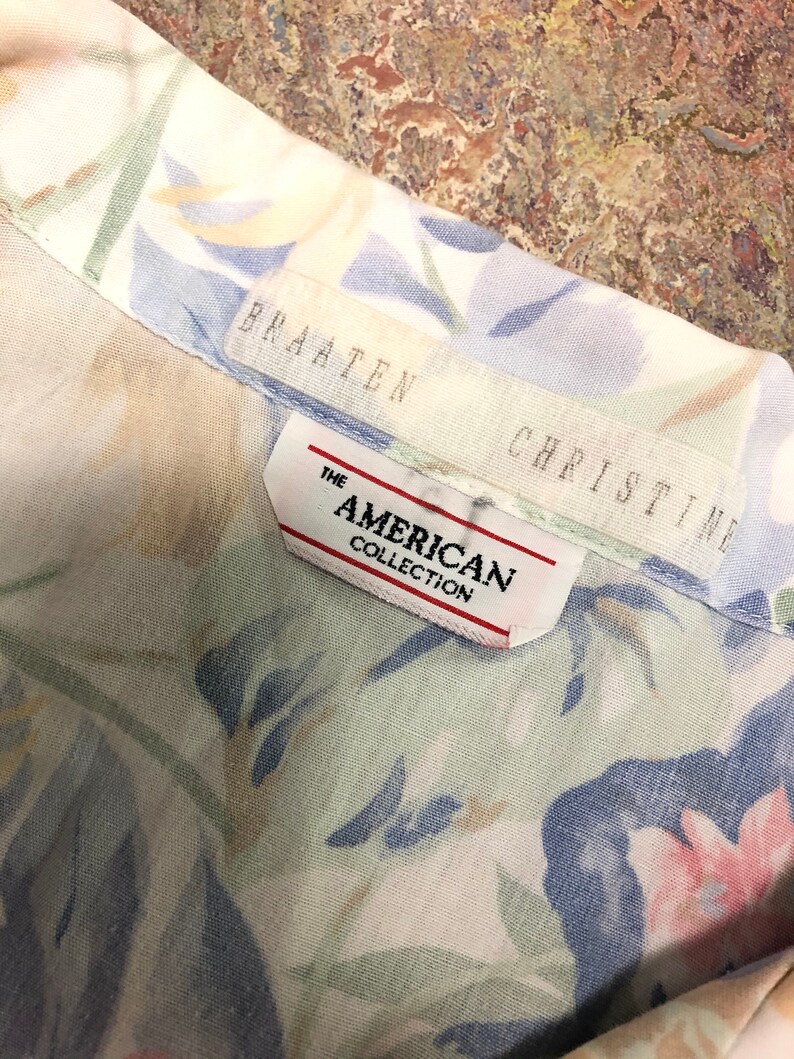 BRAATEN CHRISTINE
THE
AMERICAN
COLLECTION